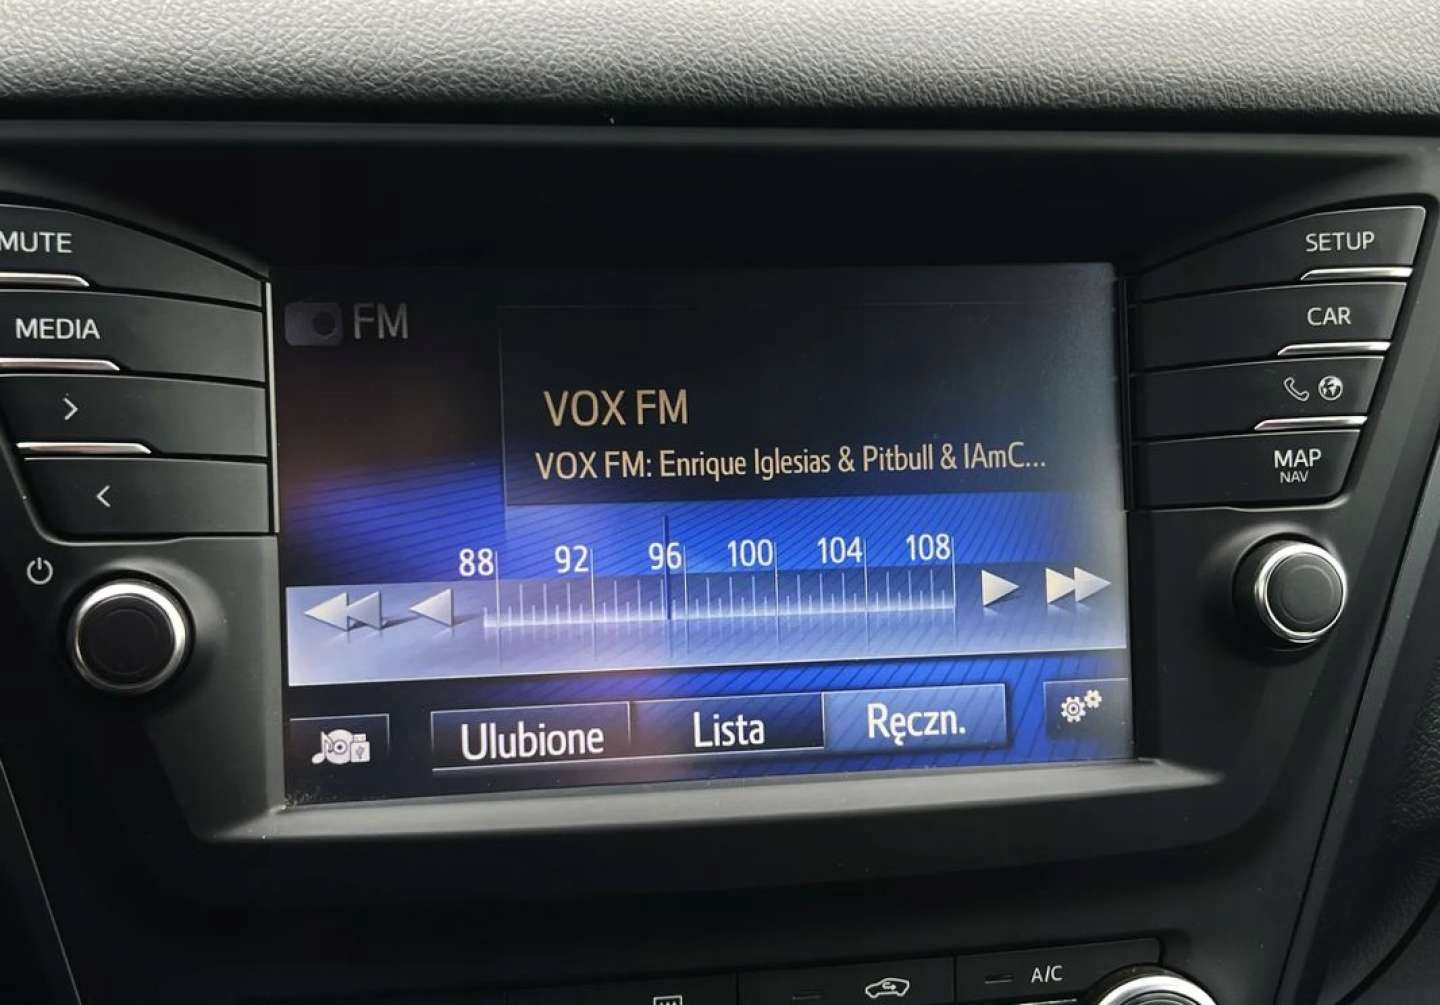 MUTE
SETUP
MEDIA
CAR
FM
VOX FM
VOX FM: Enrique Iglesias & Pitbull & IAmC...
MAP
NAV
88 92 96 100 104 108
Ulubione Lista Ręczn.
A/C